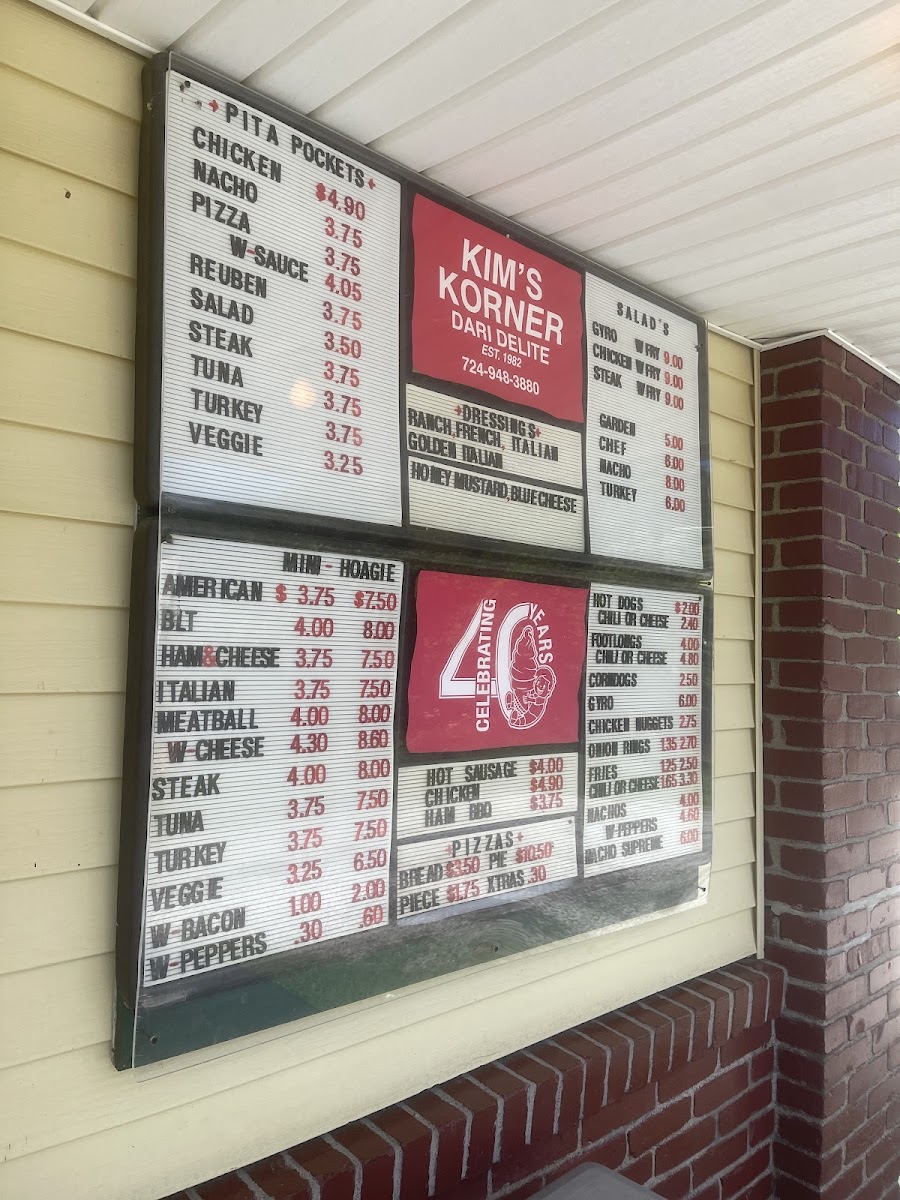 +PITA POCKETS+
CHICKEN $4.90
NACHO 3.75
PIZZA 3.75
W-SAUCE 4.05
REUBEN 3.75
SALAD 3.50
STEAK 3.75
TUNA 3.75
TURKEY 3.75
VEGGIE 3.25
KIM'S
KORNER
DARI DELITE
EST. 1982
724-948-3880
+DRESSINGS+
RANCH, FRENCH, ITALIAN
GOLDEN ITALIAN
HONEY MUSTARD, BLUE CHEESE
SALAD'S
GYRO W FRY 9.00
CHICKEN W FRY 9.00
STEAK W FRY 9.00
GARDEN 5.00
CHEF 6.00
NACHO 8.00
TURKEY 6.00
MINI - HOAGIE
AMERICAN $ 3.75 $7.50
BLT 4.00 8.00
HAM&CHEESE 3.75 7.50
ITALIAN 3.75 7.50
MEATBALL 4.00 8.00
W-CHEESE 4.30 8.60
STEAK 4.00 8.00
TUNA 3.75 7.50
TURKEY 3.75 7.50
VEGGIE 3.25 6.50
W-BACON 1.00 2.00
W-PEPPERS .30 .60
CELEBRATING
40
YEARS
HOT SAUSAGE $4.00
CHICKEN $4.90
HAM BBQ $3.75
+PIZZAS+
BREAD $3.50 PIE $10.50
PIECE $1.75 XTRAS .30
HOT DOGS $2.00
CHILI OR CHEESE 2.40
FOOTLONGS 4.00
CHILI OR CHEESE 4.80
CORNDOGS 2.50
GYRO 6.00
CHICKEN NUGGETS 2.75
ONION RINGS 1.35 2.70
FRIES 1.25 2.50
CHILI OR CHEESE 1.65 3.30
NACHOS 4.00
W-PEPPERS 4.60
NACHO SUPREME 6.00